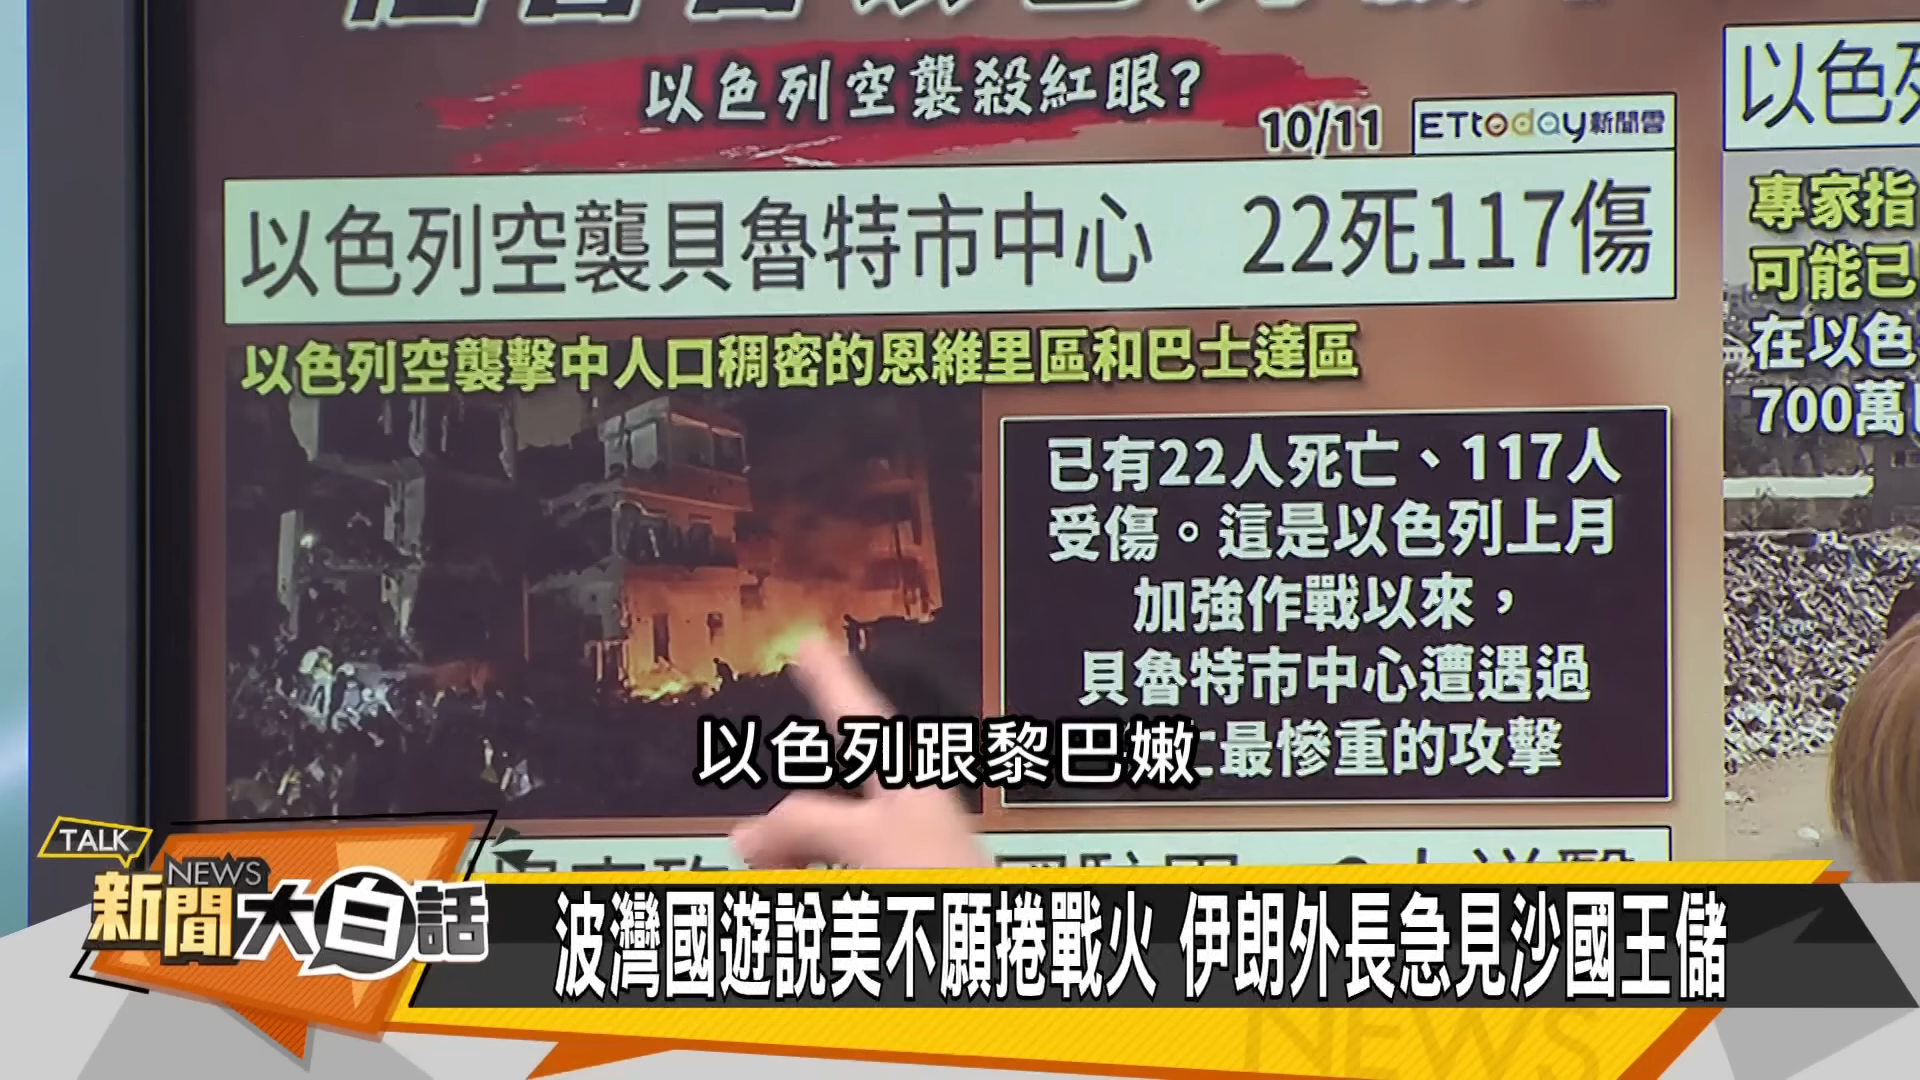 以色列空襲殺紅眼?
10/11
ETtoday新聞雲
以色列空襲貝魯特市中心 22死117傷
以色列空襲擊中人口稠密的恩維里區和巴士達區
已有22人死亡、117人
受傷。這是以色列上月
加強作戰以來，
貝魯特市中心遭遇過
最慘重的攻擊
以色
專家指
可能已
在以色
700萬
以色列跟黎巴嫩
TALK
NEWS
新聞大白話
波灣國遊說美不願捲戰火 伊朗外長急見沙國王儲
NEWS